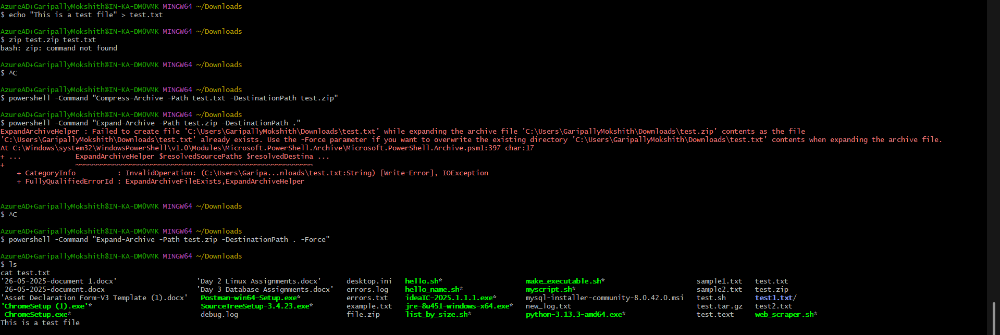 AzureAD+GaripallyMokshith@IN-KA-DMOVMK MINGW64 ~/Downloads
$ echo "This is a test file" > test.txt
AzureAD+GaripallyMokshith@IN-KA-DMOVMK MINGW64 ~/Downloads
$ zip test.zip test.txt
bash: zip: command not found
AzureAD+GaripallyMokshith@IN-KA-DMOVMK MINGW64 ~/Downloads
$ ^C
AzureAD+GaripallyMokshith@IN-KA-DMOVMK MINGW64 ~/Downloads
$ powershell -Command "Compress-Archive -Path test.txt -DestinationPath test.zip"
AzureAD+GaripallyMokshith@IN-KA-DMOVMK MINGW64 ~/Downloads
$ powershell -Command "Expand-Archive -Path test.zip -DestinationPath ."
ExpandArchiveHelper : Failed to create file 'C:\Users\GaripallyMokshith\Downloads\test.txt' while expanding the archive file 'C:\Users\GaripallyMokshith\Downloads\test.zip' contents as the file
'C:\Users\GaripallyMokshith\Downloads\test.txt' already exists. Use the -Force parameter if you want to overwrite the existing directory 'C:\Users\GaripallyMokshith\Downloads\test.txt' contents when expanding the archive file.
At C:\Windows\system32\WindowsPowerShell\v1.0\Modules\Microsoft.PowerShell.Archive\Microsoft.PowerShell.Archive.psm1:397 char:17
+ ...             ExpandArchiveHelper $resolvedSourcePaths $resolvedDestina ...
+                 ~~~~~~~~~~~~~~~~~~~~~~~~~~~~~~~~~~~~~~~~~~~~~~~~~~~~~~~~~
    + CategoryInfo          : InvalidOperation: (C:\Users\Garipa...nloads\test.txt:String) [Write-Error], IOException
    + FullyQualifiedErrorId : ExpandArchiveFileExists,ExpandArchiveHelper
AzureAD+GaripallyMokshith@IN-KA-DMOVMK MINGW64 ~/Downloads
$ ^C
AzureAD+GaripallyMokshith@IN-KA-DMOVMK MINGW64 ~/Downloads
$ powershell -Command "Expand-Archive -Path test.zip -DestinationPath . -Force"
AzureAD+GaripallyMokshith@IN-KA-DMOVMK MINGW64 ~/Downloads
$ ls
cat test.txt
'26-05-2025-document 1.docx'                    'Day 2 Linux Assignments.docx'      desktop.ini   hello.sh*                    make_executable.sh*                  sample1.txt   test.txt
 26-05-2025-document.docx                       'Day 3 Database Assignments.docx'   errors.log    hello_name.sh*               myscript.sh*                         sample2.txt   test.zip
'Asset Declaration Form-V3 Template (1).docx'    Postman-win64-Setup.exe*           errors.txt    ideaIC-2025.1.1.1.exe*       mysql-installer-community-8.0.42.0.msi   test.sh       test1.txt/
'ChromeSetup (1).exe'*                           SourceTreeSetup-3.4.23.exe*        example.txt   jre-8u451-windows-x64.exe*   new_log.txt                          test.tar.gz   test2.txt
 ChromeSetup.exe*                                debug.log                          file.zip      list_by_size.sh*             python-3.13.3-amd64.exe*             test.text     web_scraper.sh*
This is a test file